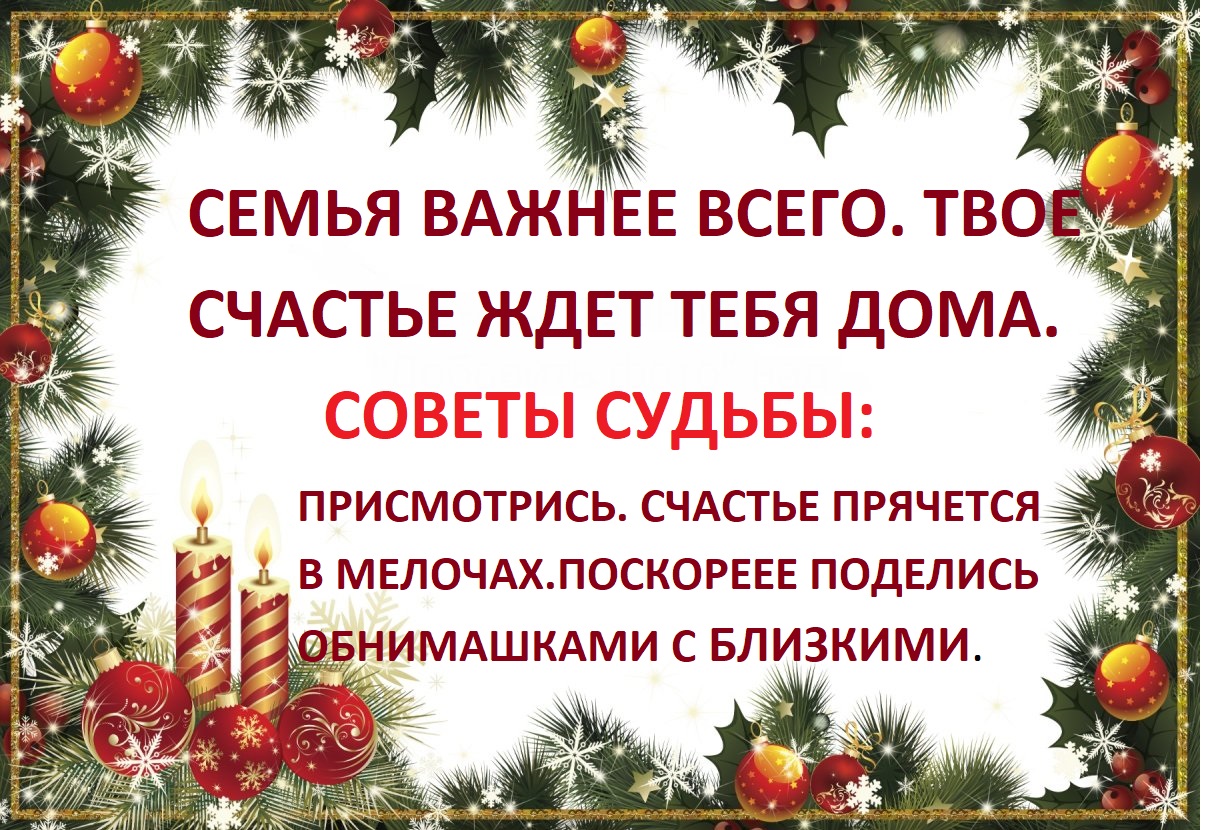 СЕМЬЯ ВАЖНЕЕ ВСЕГО. ТВОЕ
СЧАСТЬЕ ЖДЕТ ТЕБЯ ДОМА.
СОВЕТЫ СУДЬБЫ:
ПРИСМОТРИСЬ. СЧАСТЬЕ ПРЯЧЕТСЯ
В МЕЛОЧАХ.ПОСКОРЕЕЕ ПОДЕЛИСЬ
ОБНИМАШКАМИ С БЛИЗКИМИ.